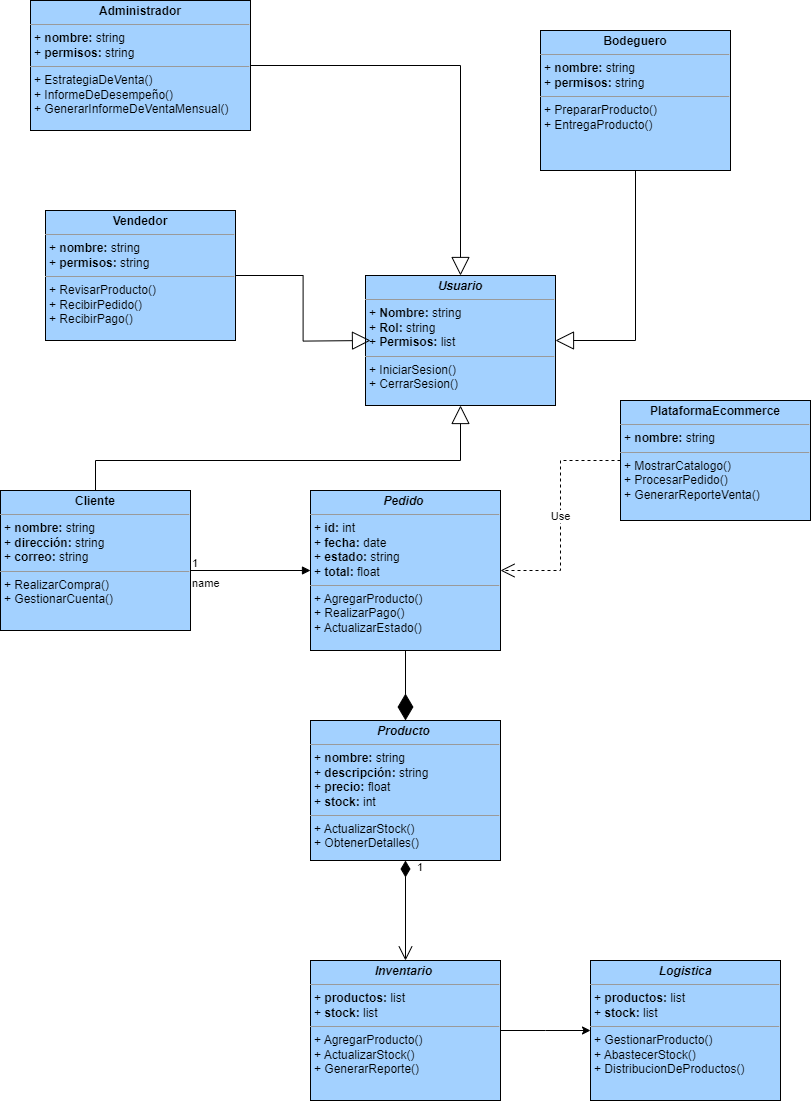 Administrador
+ nombre: string
+ permisos: string
+ EstrategiaDeVenta()
+ InformeDeDesempeño()
+ GenerarInformeDeVentaMensual()
Bodeguero
+ nombre: string
+ permisos: string
+ PrepararProducto()
+ EntregaProducto()
Vendedor
+ nombre: string
+ permisos: string
+ RevisarProducto()
+ RecibirPedido()
+ RecibirPago()
Usuario
+ Nombre: string
+ Rol: string
+ Permisos: list
+ IniciarSesion()
+ CerrarSesion()
PlataformaEcommerce
+ nombre: string
+ MostrarCatalogo()
+ ProcesarPedido()
+ GenerarReporteVenta()
Use
Cliente
+ nombre: string
+ dirección: string
+ correo: string
+ RealizarCompra()
+ GestionarCuenta()
1
name
Pedido
+ id: int
+ fecha: date
+ estado: string
+ total: float
+ AgregarProducto()
+ RealizarPago()
+ ActualizarEstado()
Producto
+ nombre: string
+ descripción: string
+ precio: float
+ stock: int
+ ActualizarStock()
+ ObtenerDetalles()
1
Inventario
+ productos: list
+ stock: list
+ AgregarProducto()
+ ActualizarStock()
+ GenerarReporte()
Logística
+ productos: list
+ stock: list
+ GestionarProducto()
+ AbastecerStock()
+ DistribucionDeProductos()